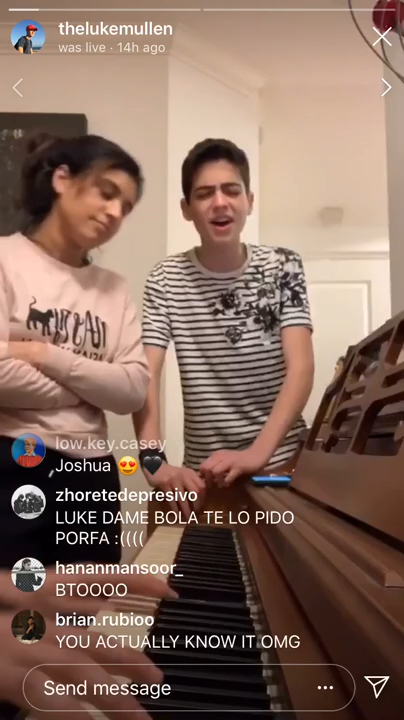 thelukemullen
was live · 14h ago
low.key.casey
Joshua 😍🖤
zhoretedepresivo
LUKE DAME BOLA TE LO PIDO
PORFA :((((
hananmansoor_
BTOOOO
brian.rubioo
YOU ACTUALLY KNOW IT OMG
Send message